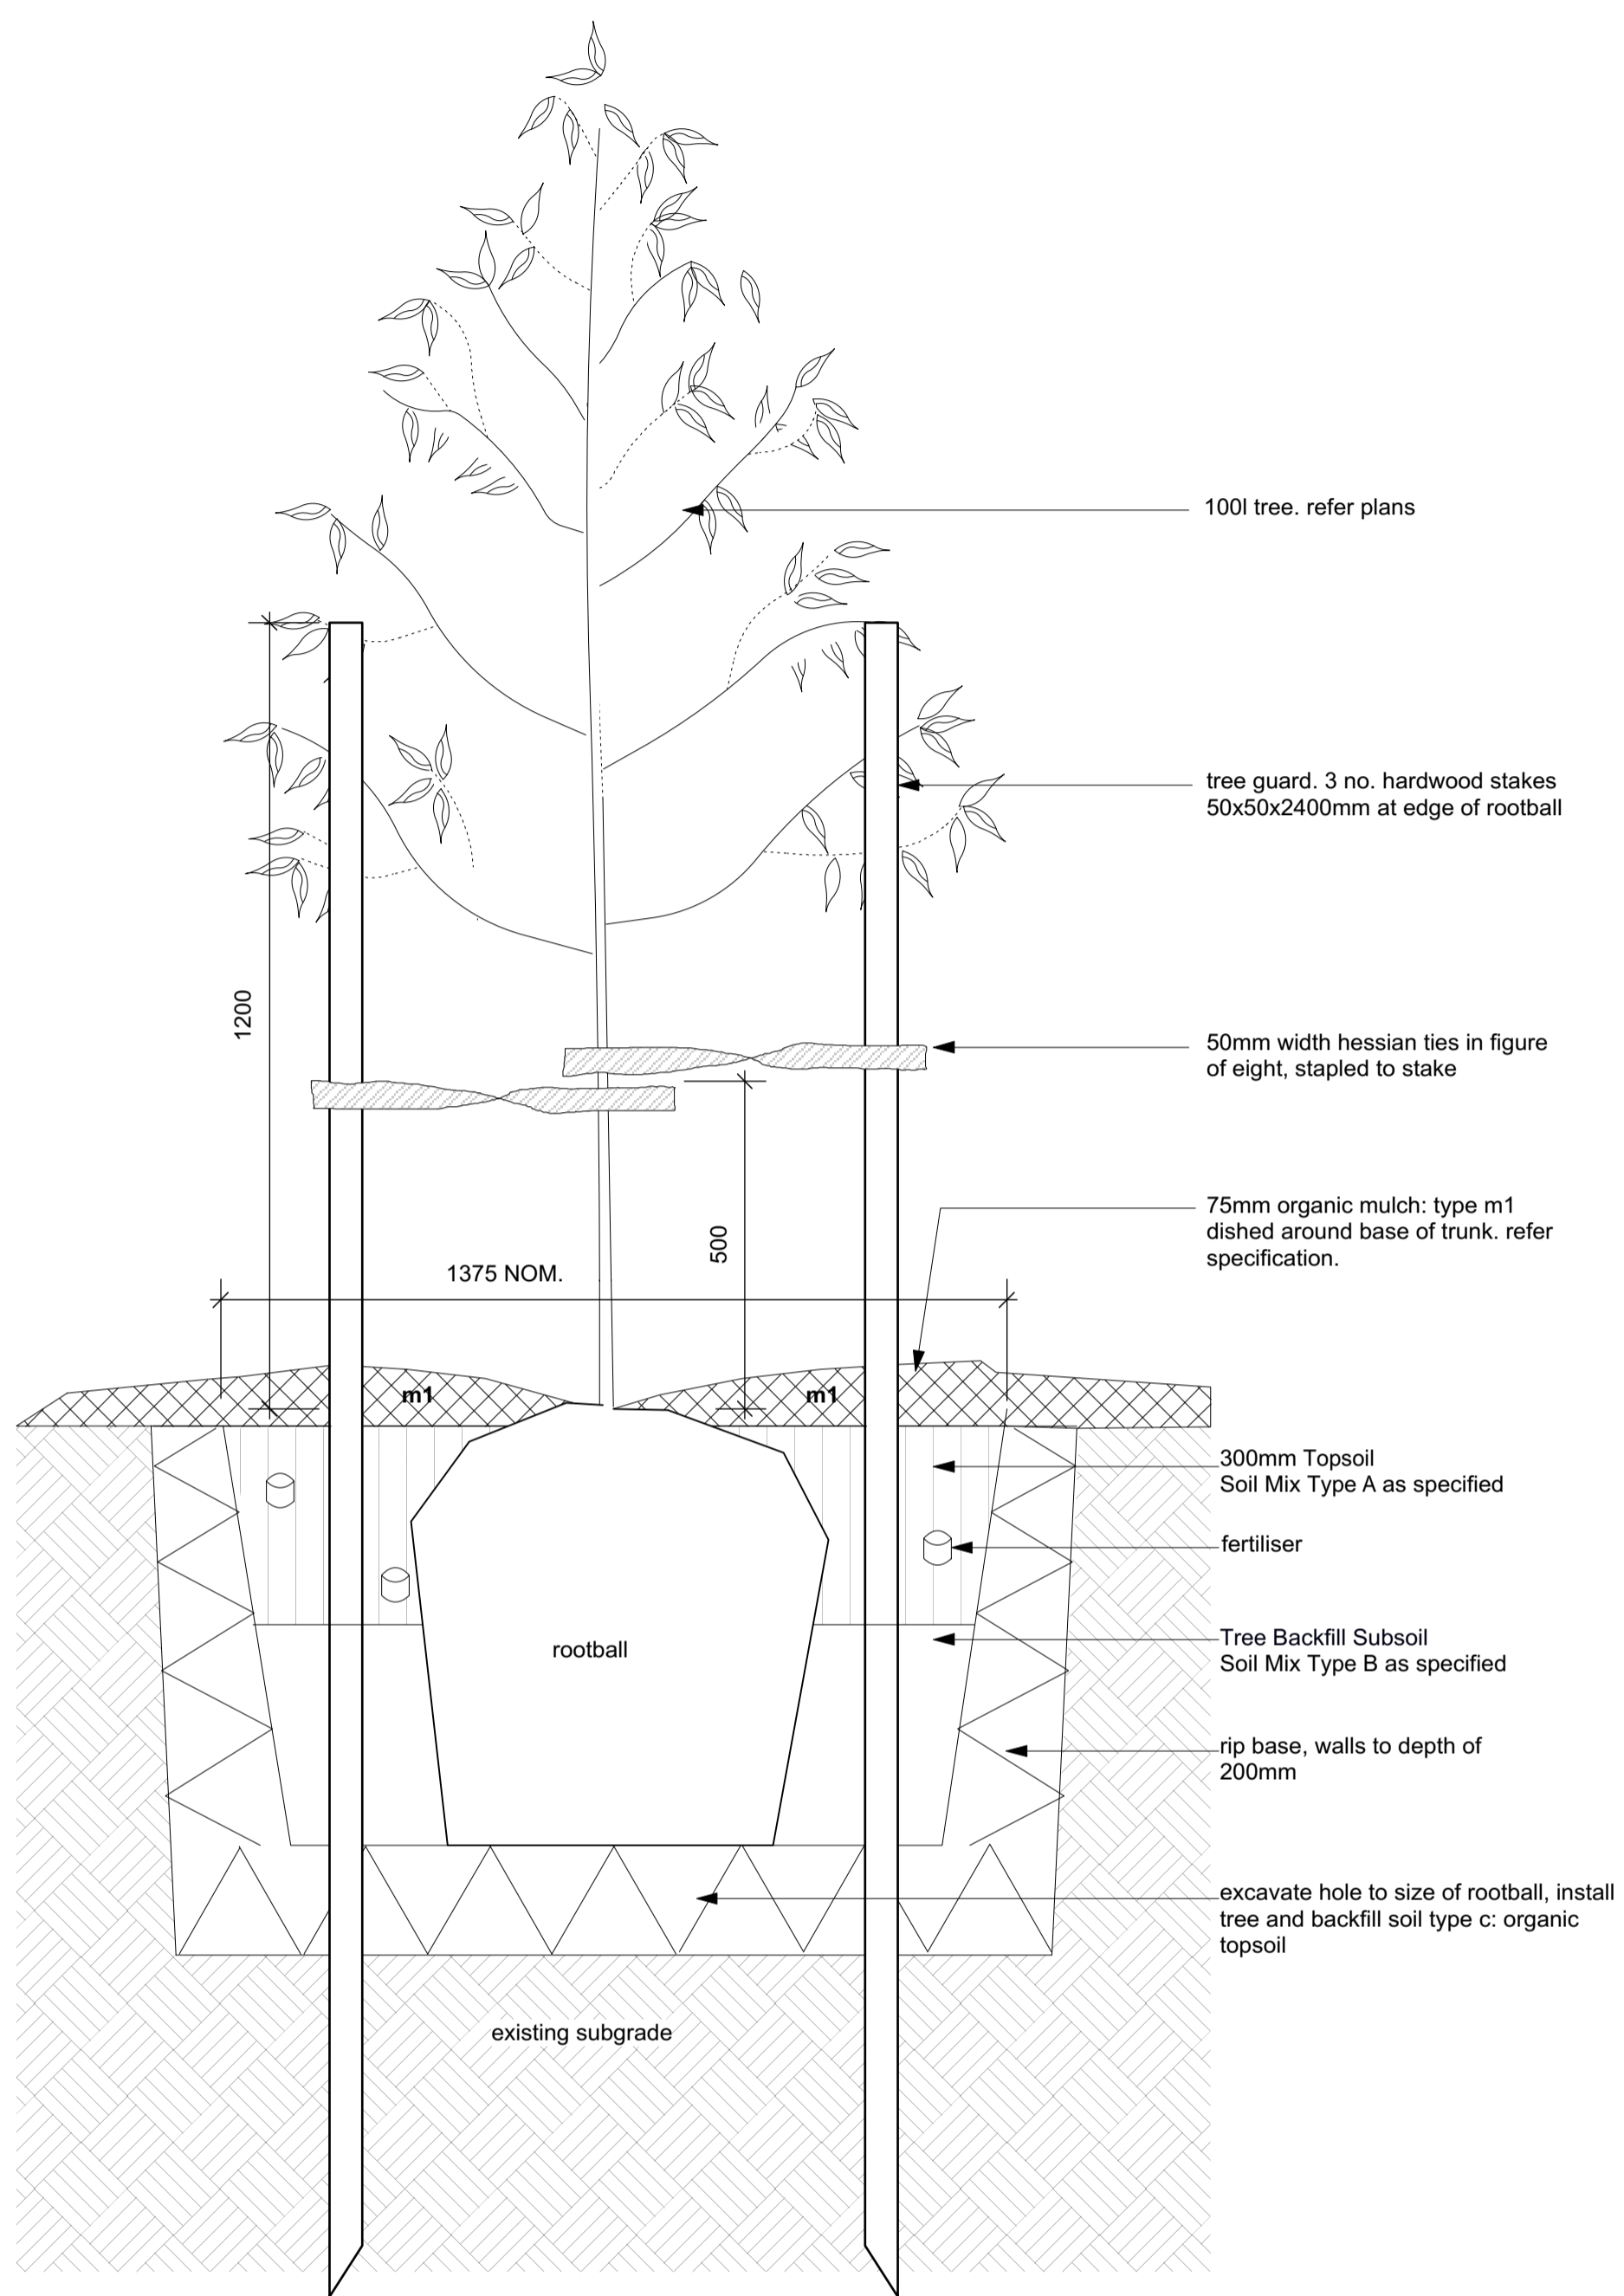 100l tree. refer plans
tree guard. 3 no. hardwood stakes
50x50x2400mm at edge of rootball
1200
50mm width hessian ties in figure
of eight, stapled to stake
500
75mm organic mulch: type m1
dished around base of trunk. refer
specification.
1375 NOM.
m1
m1
300mm Topsoil
Soil Mix Type A as specified
fertiliser
rootball
Tree Backfill Subsoil
Soil Mix Type B as specified
rip base, walls to depth of
200mm
excavate hole to size of rootball, install
tree and backfill soil type c: organic
topsoil
existing subgrade